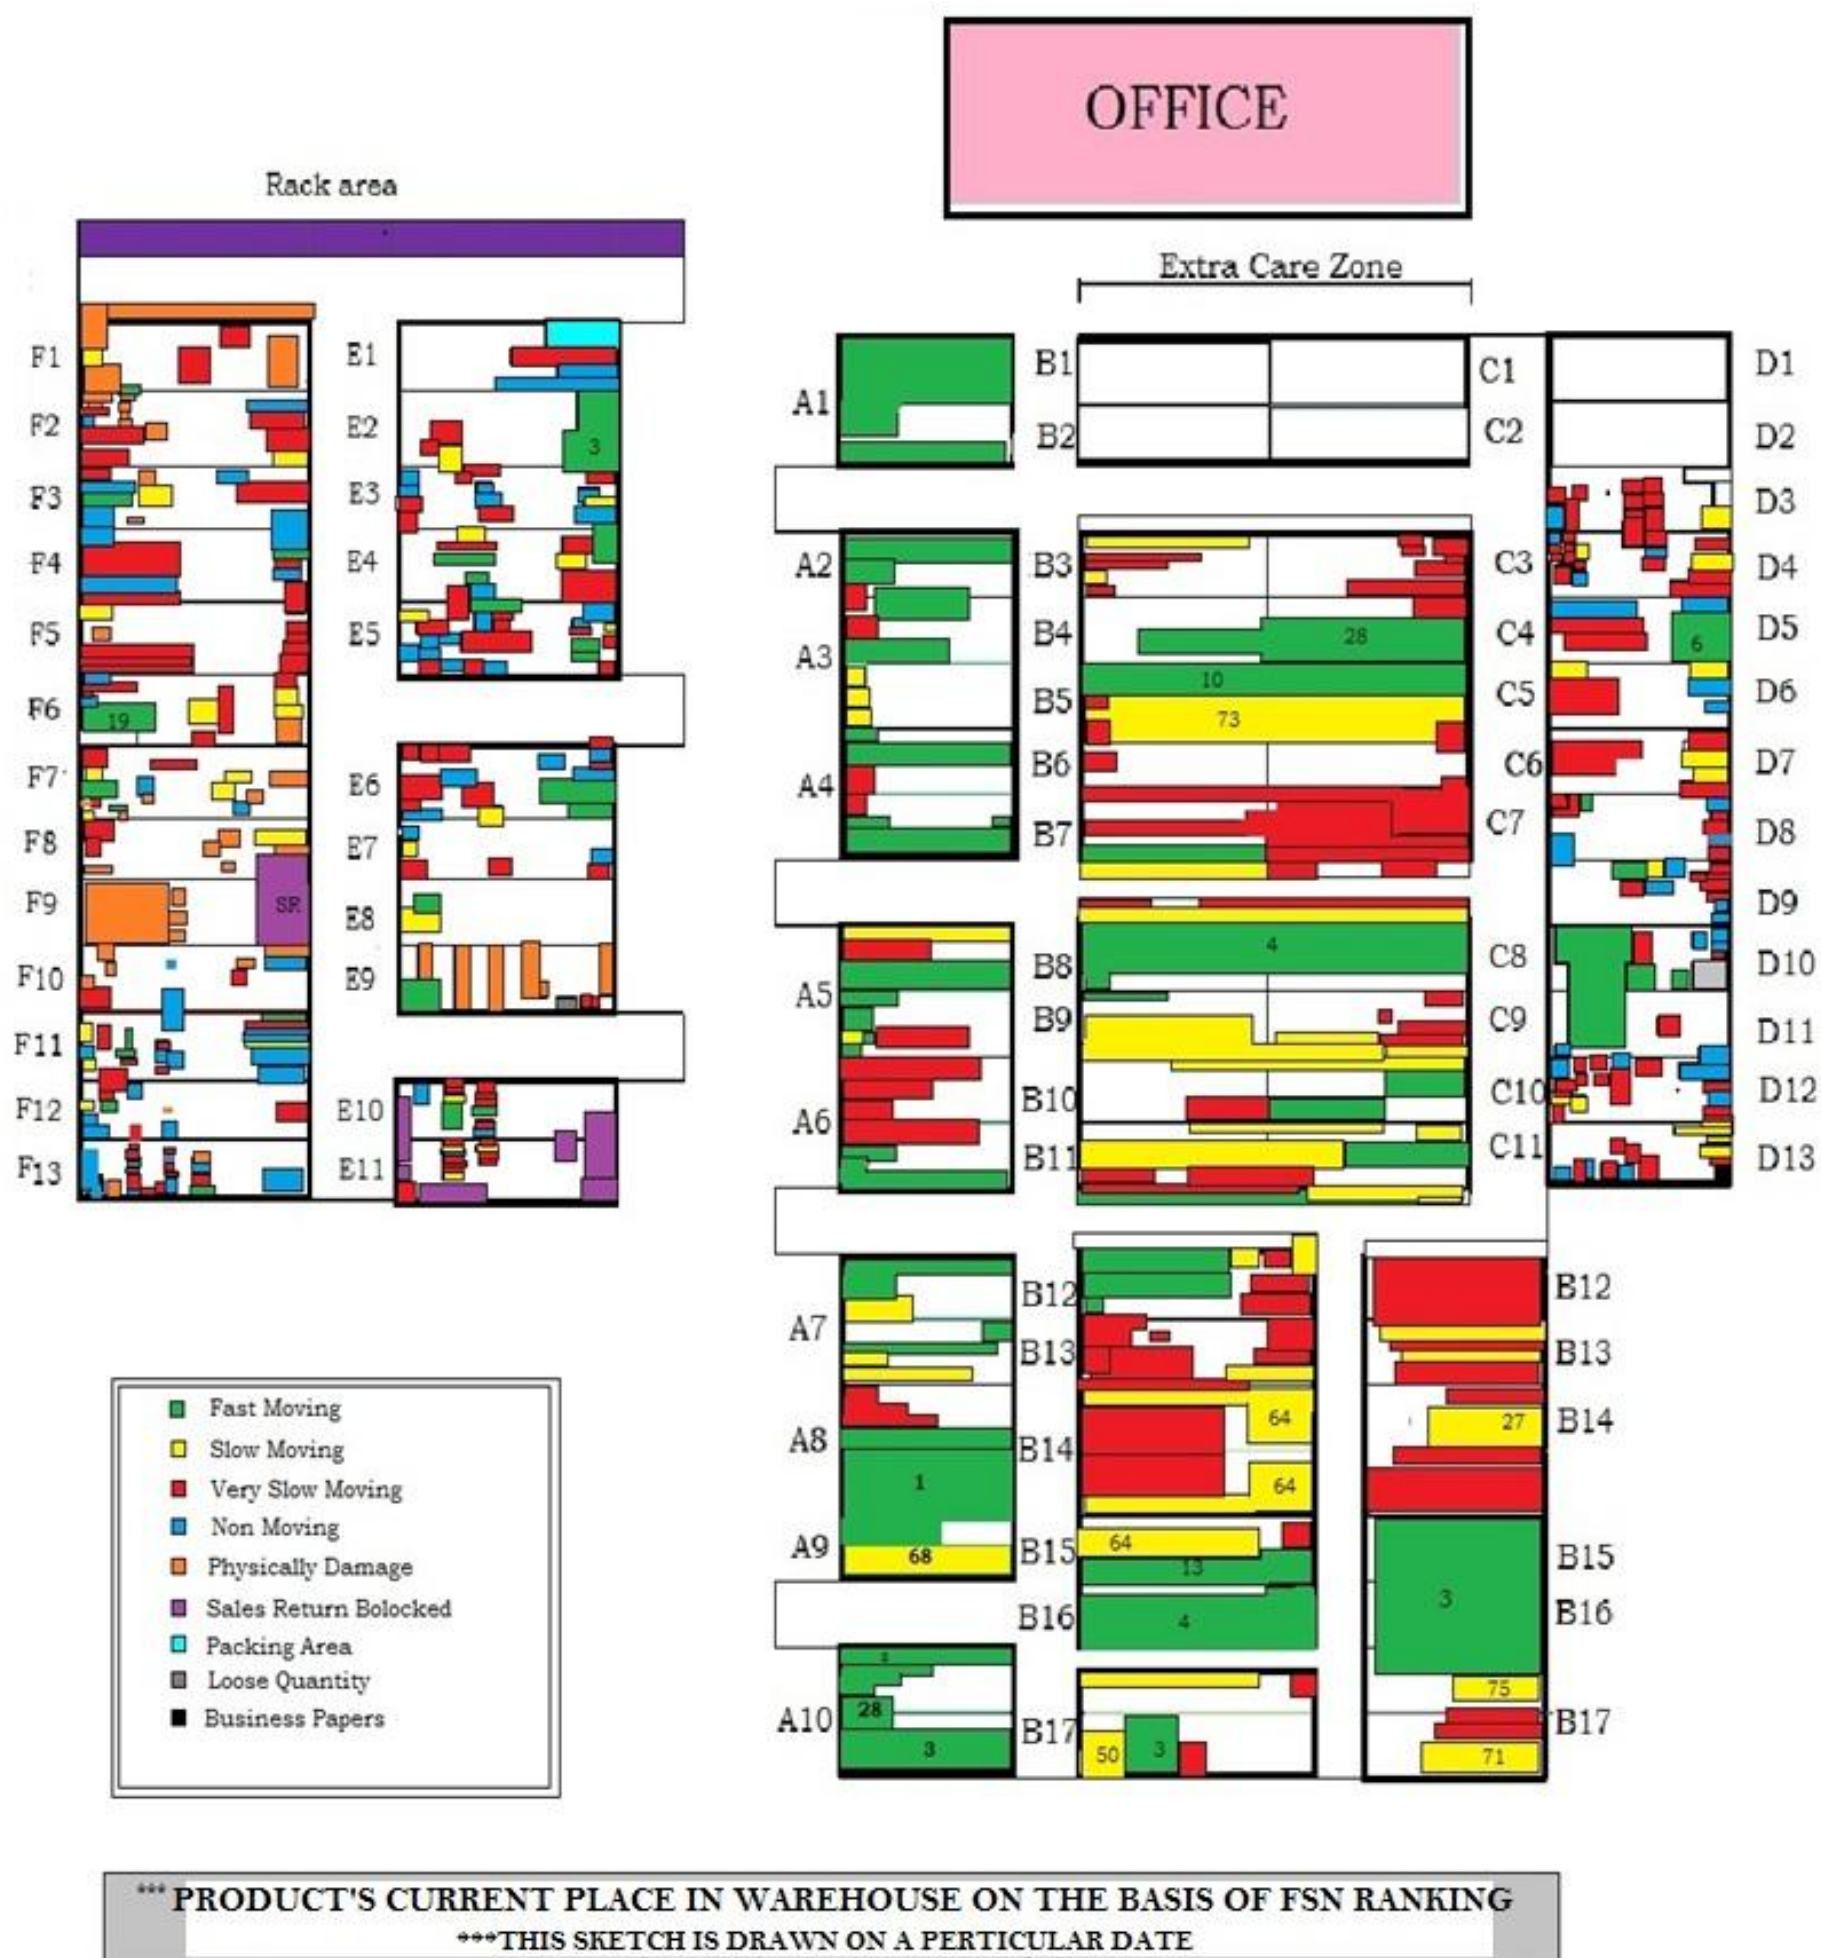 OFFICE
Rack area
Extra Care Zone
F1
F2
F3
F4
F5
F6
F7
F8
F9
F10
F11
F12
F13
19
SR
E1
E2
E3
E4
E5
E6
E7
E8
E9
E10
E11
3
A1
A2
A3
A4
A5
A6
A7
A8
A9
A10
1
68
28
3
B1
B2
B3
B4
B5
B6
B7
B8
B9
B10
B11
B12
B13
B14
B15
B16
B17
28
10
73
4
64
64
64
13
4
50
3
C1
C2
C3
C4
C5
C6
C7
C8
C9
C10
C11
6
D1
D2
D3
D4
D5
D6
D7
D8
D9
D10
D11
D12
D13
B12
B13
B14
B15
B16
B17
27
3
75
71
Fast Moving
Slow Moving
Very Slow Moving
Non Moving
Physically Damage
Sales Return Bolocked
Packing Area
Loose Quantity
Business Papers
*** PRODUCT'S CURRENT PLACE IN WAREHOUSE ON THE BASIS OF FSN RANKING
***THIS SKETCH IS DRAWN ON A PERTICULAR DATE